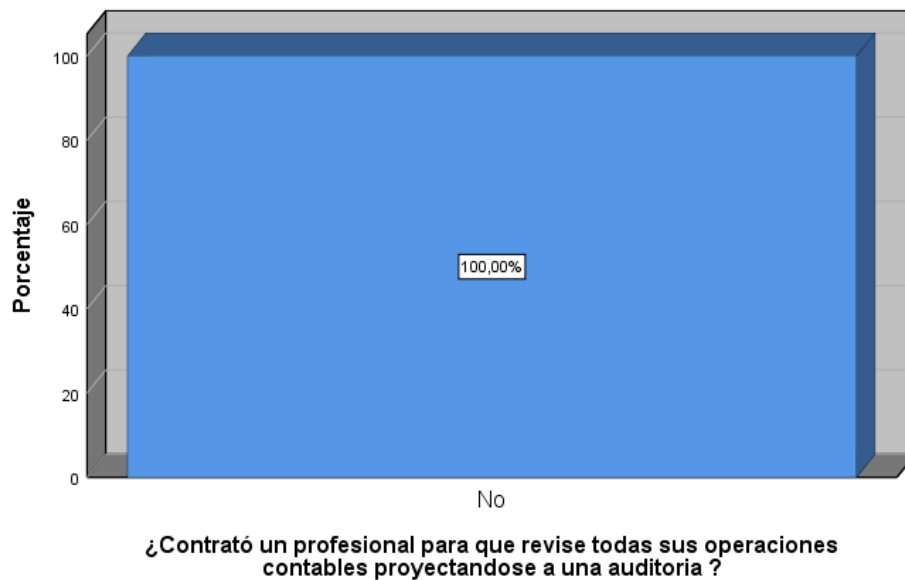 Porcentaje
100
80
60
40
20
0
100,00%
No
¿Contrató un profesional para que revise todas sus operaciones
contables proyectandose a una auditoria ?